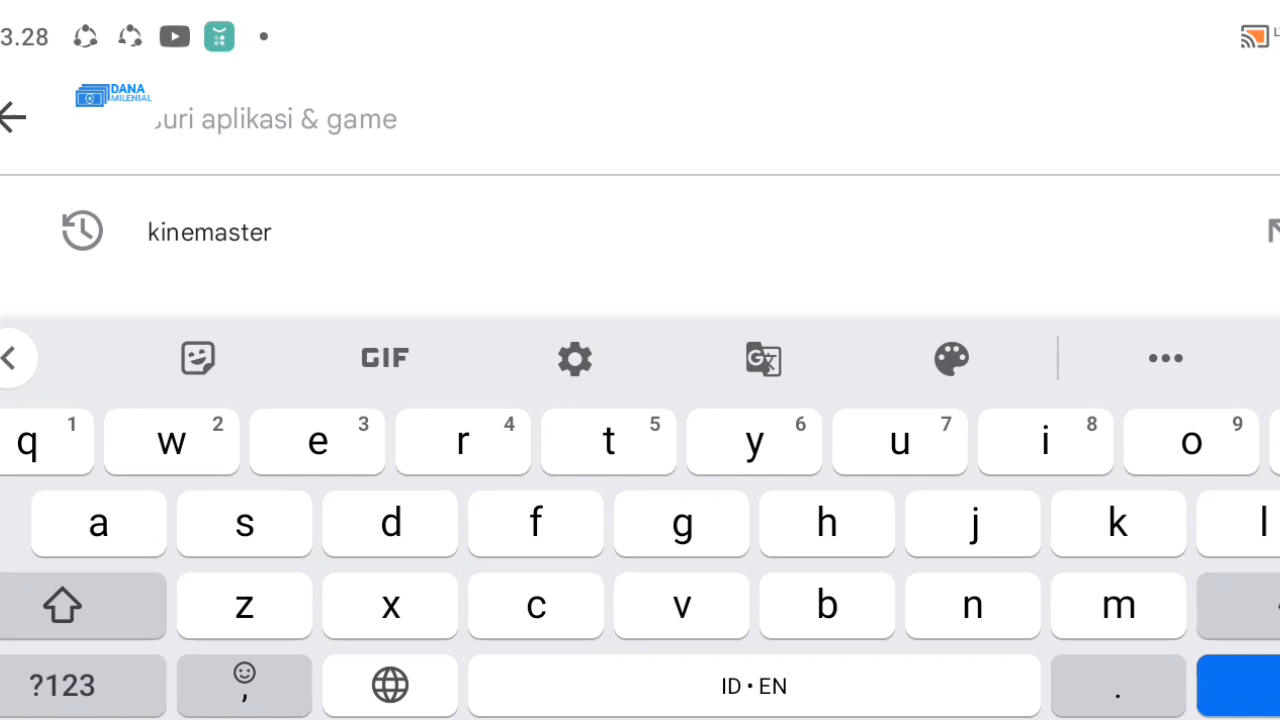 3.28
DANA
MILENIAL
suri aplikasi & game
kinemaster
GIF
G
q 1 w 2 e 3 r 4 t 5 y 6 u 7 i 8 o 9
a s d f g h j k l
z x c v b n m
?123 , ID • EN .